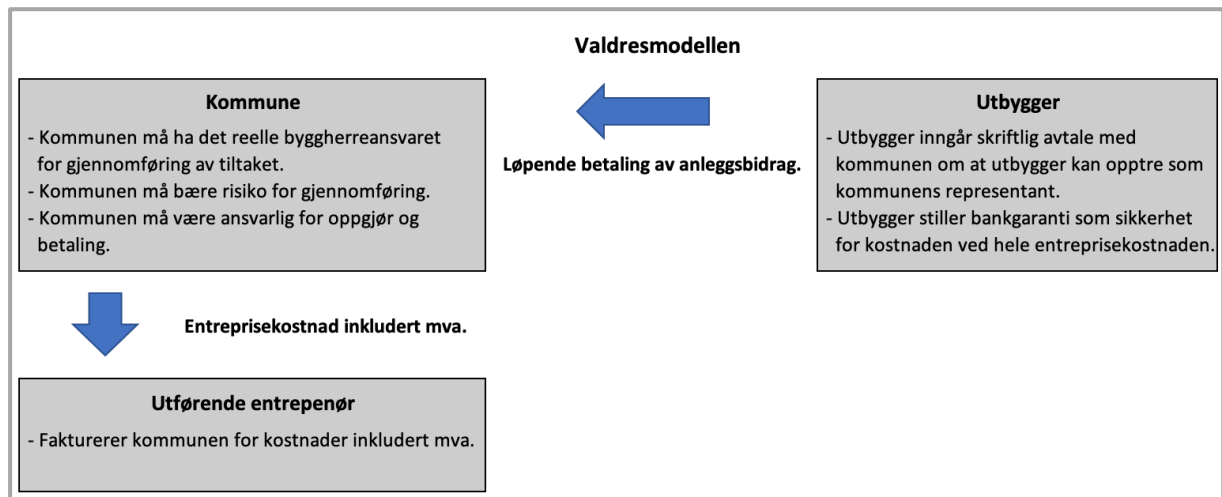 Valdresmodellen
Kommune
- Kommunen må ha det reelle byggherreansvaret
for gjennomføring av tiltaket.
- Kommunen må bære risiko for gjennomføring.
- Kommunen må være ansvarlig for oppgjør og
betaling.
Løpende betaling av anleggsbidrag.
Utbygger
- Utbygger inngår skriftlig avtale med
kommunen om at utbygger kan opptre som
kommunens representant.
- Utbygger stiller bankgaranti som sikkerhet
for kostnaden ved hele entreprisekostnaden.
Entreprisekostnad inkludert mva.
Utførende entrepenør
- Fakturerer kommunen for kostnader inkludert mva.